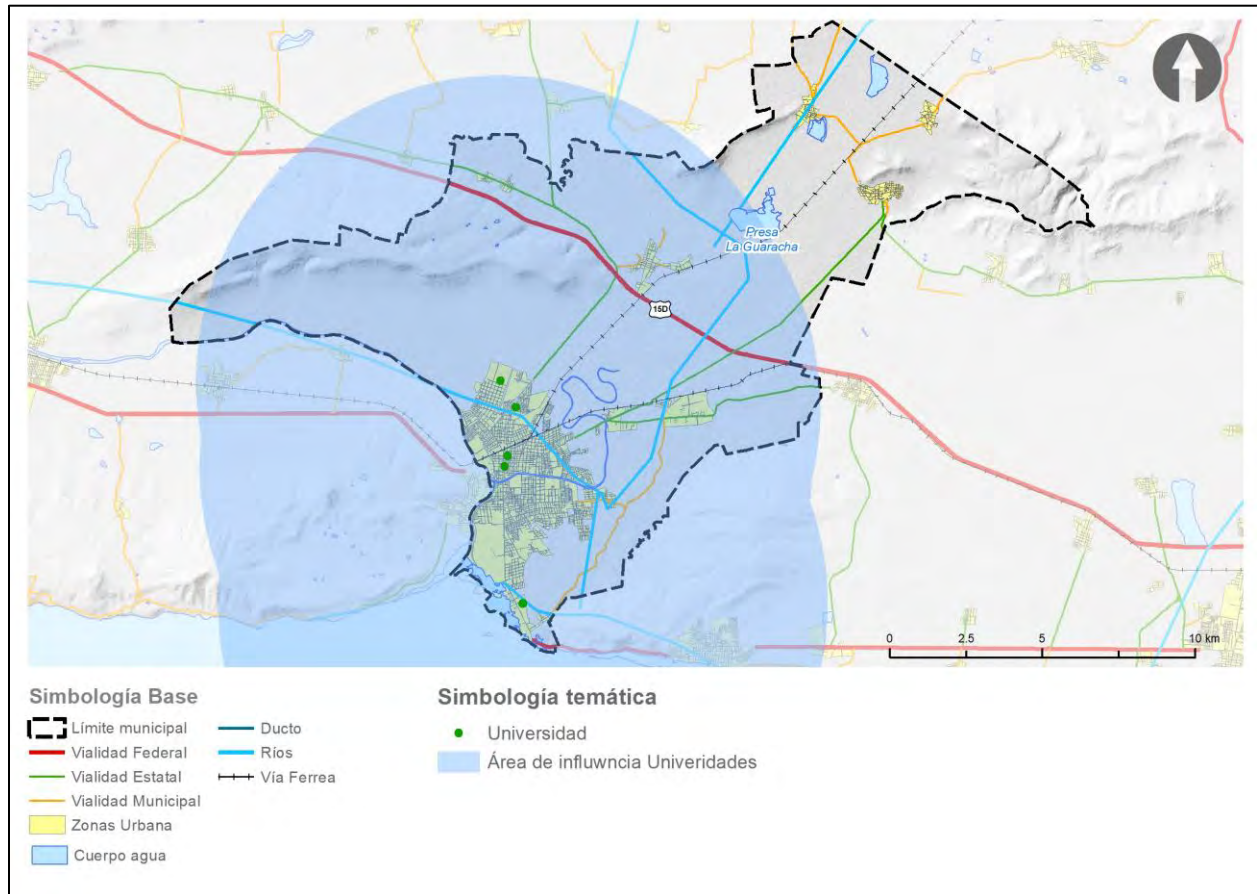 Presa
La Guaracha
15D
0 2.5 5 10 km
Simbología Base
Límite municipal
Vialidad Federal
Vialidad Estatal
Vialidad Municipal
Zonas Urbana
Cuerpo agua
Ducto
Ríos
Vía Ferrea
Simbología temática
Universidad
Área de influwncia Univeridades